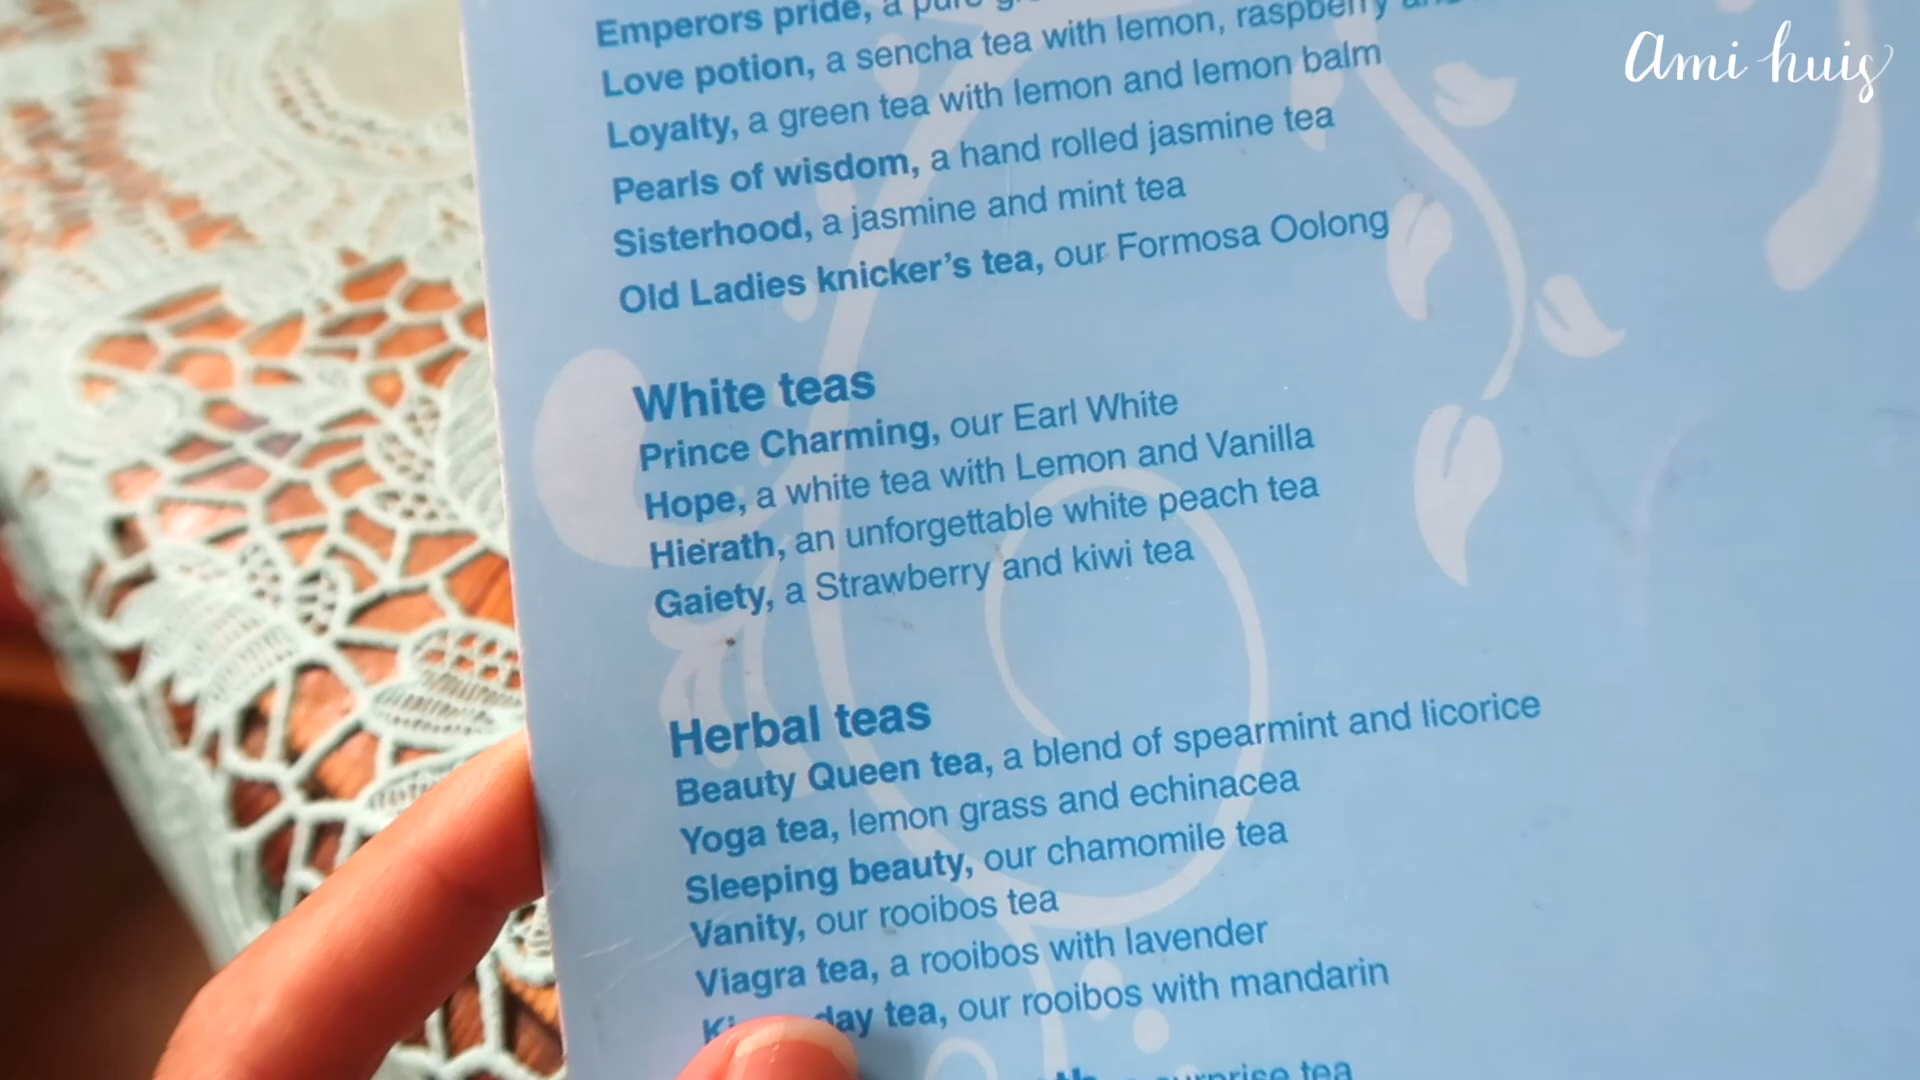 Emperors pride, a pure
Love potion, a sencha tea with lemon, raspberry
Loyalty, a green tea with lemon and lemon balm
Pearls of wisdom, a hand rolled jasmine tea
Sisterhood, a jasmine and mint tea
Old Ladies knicker's tea, our Formosa Oolong
White teas
Prince Charming, our Earl White
Hope, a white tea with Lemon and Vanilla
Hierath, an unforgettable white peach tea
Gaiety, a Strawberry and kiwi tea
Herbal teas
Beauty Queen tea, a blend of spearmint and licorice
Yoga tea, lemon grass and echinacea
Sleeping beauty, our chamomile tea
Vanity, our rooibos tea
Viagra tea, a rooibos with lavender
day tea, our rooibos with mandarin
surprise tea
ami huis